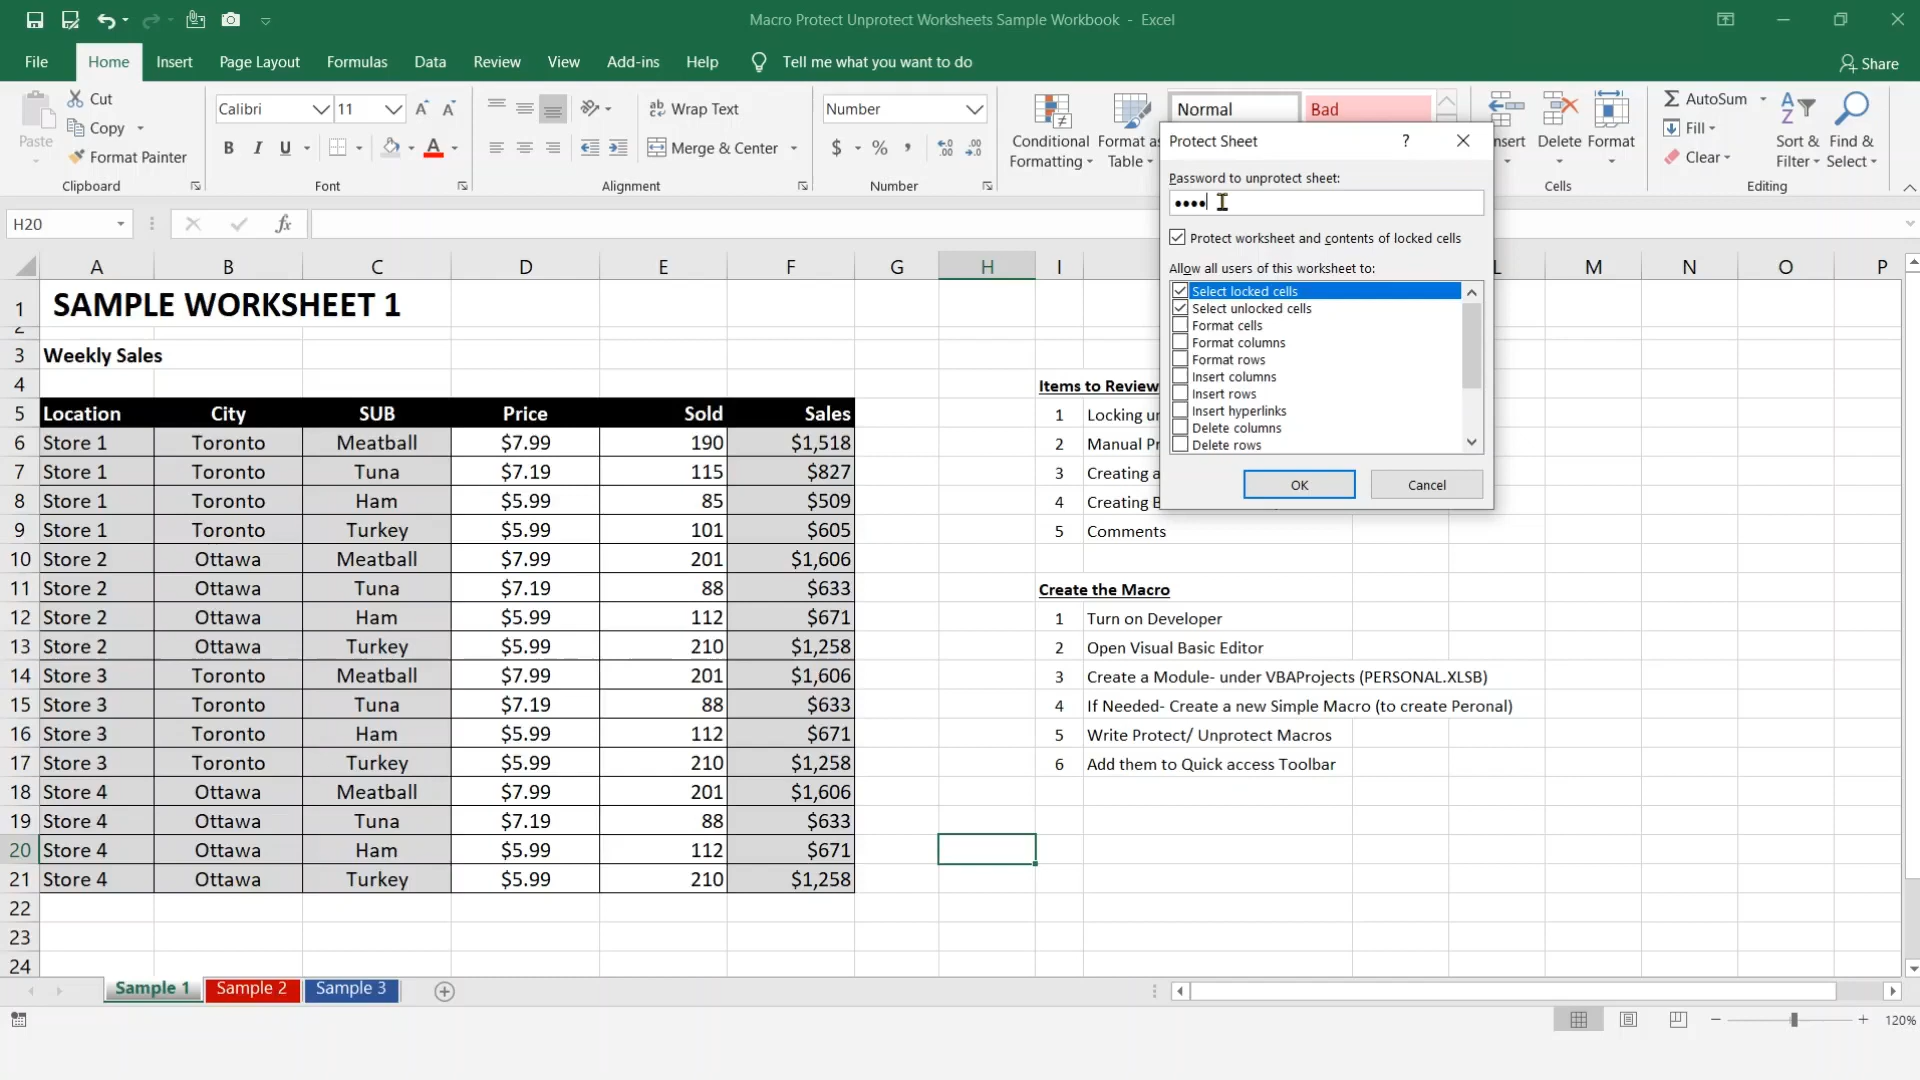 Macro Protect Unprotect Worksheets Sample Workbook - Excel
File Home Insert Page Layout Formulas Data Review View Add-ins Help Tell me what you want to do Share
Paste
Cut
Copy
Format Painter
Clipboard
Calibri 11
B I U
Font
Wrap Text
Merge & Center
Alignment
Number
$ % ,
Number
Conditional Formatting
Format as Table
Normal Bad
Delete Format
Cells
AutoSum
Fill
Clear
Sort & Filter
Find & Select
Editing
H20
fx
Protect Sheet ?
Password to unprotect sheet:
••••
Protect worksheet and contents of locked cells
Allow all users of this worksheet to:
Select locked cells
Select unlocked cells
Format cells
Format columns
Format rows
Insert columns
Insert rows
Insert hyperlinks
Delete columns
Delete rows
OK Cancel
A B C D E F G H I L M N O P
1 SAMPLE WORKSHEET 1
2
3 Weekly Sales
4
5 Location City SUB Price Sold Sales
6 Store 1 Toronto Meatball $7.99 190 $1,518
7 Store 1 Toronto Tuna $7.19 115 $827
8 Store 1 Toronto Ham $5.99 85 $509
9 Store 1 Toronto Turkey $5.99 101 $605
10 Store 2 Ottawa Meatball $7.99 201 $1,606
11 Store 2 Ottawa Tuna $7.19 88 $633
12 Store 2 Ottawa Ham $5.99 112 $671
13 Store 2 Ottawa Turkey $5.99 210 $1,258
14 Store 3 Toronto Meatball $7.99 201 $1,606
15 Store 3 Toronto Tuna $7.19 88 $633
16 Store 3 Toronto Ham $5.99 112 $671
17 Store 3 Toronto Turkey $5.99 210 $1,258
18 Store 4 Ottawa Meatball $7.99 201 $1,606
19 Store 4 Ottawa Tuna $7.19 88 $633
20 Store 4 Ottawa Ham $5.99 112 $671
21 Store 4 Ottawa Turkey $5.99 210 $1,258
22
23
24
Items to Review
1 Locking
2 Manual
3 Creating
4 Creating
5 Comments
Create the Macro
1 Turn on Developer
2 Open Visual Basic Editor
3 Create a Module- under VBAProjects (PERSONAL.XLSB)
4 If Needed- Create a new Simple Macro (to create Peronal)
5 Write Protect/ Unprotect Macros
6 Add them to Quick access Toolbar
Sample 1 Sample 2 Sample 3
120%